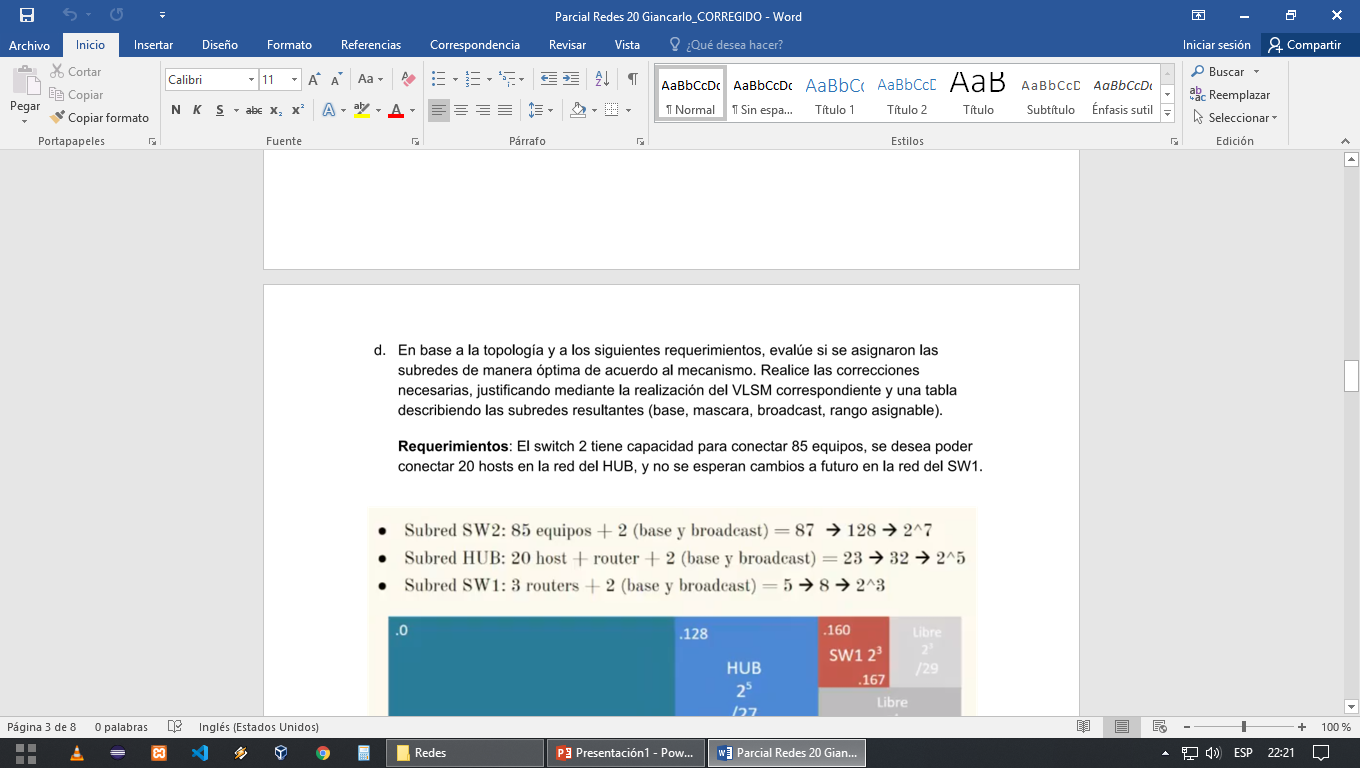 Parcial Redes 20 Giancarlo_CORREGIDO - Word
Archivo Inicio Insertar Diseño Formato Referencias Correspondencia Revisar Vista ¿Qué desea hacer? Iniciar sesión Compartir
Pegar
Cortar
Copiar
Copiar formato
Portapapeles
Calibri 11 Aa
N K S abc x₂ x²
Fuente
Párrafo
AaBbCcDc AaBbCcDc AaBbCc AaBbCcD AaB AaBbCcD AaBbCcDc
¶ Normal ¶ Sin espa... Título 1 Título 2 Título Subtítulo Énfasis sutil
Estilos
Buscar
Reemplazar
Seleccionar
Edición
d. En base a la topología y a los siguientes requerimientos, evalúe si se asignaron las
subredes de manera óptima de acuerdo al mecanismo. Realice las correcciones
necesarias, justificando mediante la realización del VLSM correspondiente y una tabla
describiendo las subredes resultantes (base, mascara, broadcast, rango asignable).
Requerimientos: El switch 2 tiene capacidad para conectar 85 equipos, se desea poder
conectar 20 hosts en la red del HUB, y no se esperan cambios a futuro en la red del SW1.
● Subred SW2: 85 equipos + 2 (base y broadcast) = 87 → 128 → 2^7
● Subred HUB: 20 host + router + 2 (base y broadcast) = 23 → 32 → 2^5
● Subred SW1: 3 routers + 2 (base y broadcast) = 5 → 8 → 2^3
.0
.128
HUB
2⁵
/27
.160
SW1 2³
.167
Libre
2³
/29
Libre
Página 3 de 8 0 palabras Inglés (Estados Unidos) 100 %
Redes Presentación1 - Pow... Parcial Redes 20 Gian... ESP 22:21